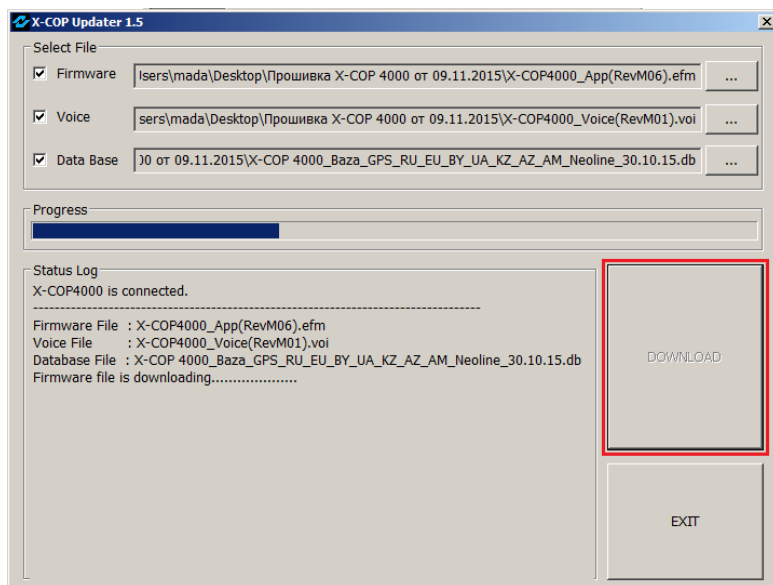 X-COP Updater 1.5
Select File
Firmware lsers\mada\Desktop\Прошивка X-COP 4000 от 09.11.2015\X-COP4000_App(RevM06).efm ...
Voice sers\mada\Desktop\Прошивка X-COP 4000 от 09.11.2015\X-COP4000_Voice(RevM01).voi ...
Data Base 00 от 09.11.2015\X-COP 4000_Baza_GPS_RU_EU_BY_UA_KZ_AZ_AM_Neoline_30.10.15.db ...
Progress
Status Log
X-COP4000 is connected.
--------------------------------------------------------------------------------
Firmware File : X-COP4000_App(RevM06).efm
Voice File : X-COP4000_Voice(RevM01).voi
Database File : X-COP 4000_Baza_GPS_RU_EU_BY_UA_KZ_AZ_AM_Neoline_30.10.15.db
Firmware file is downloading....................
DOWNLOAD
EXIT